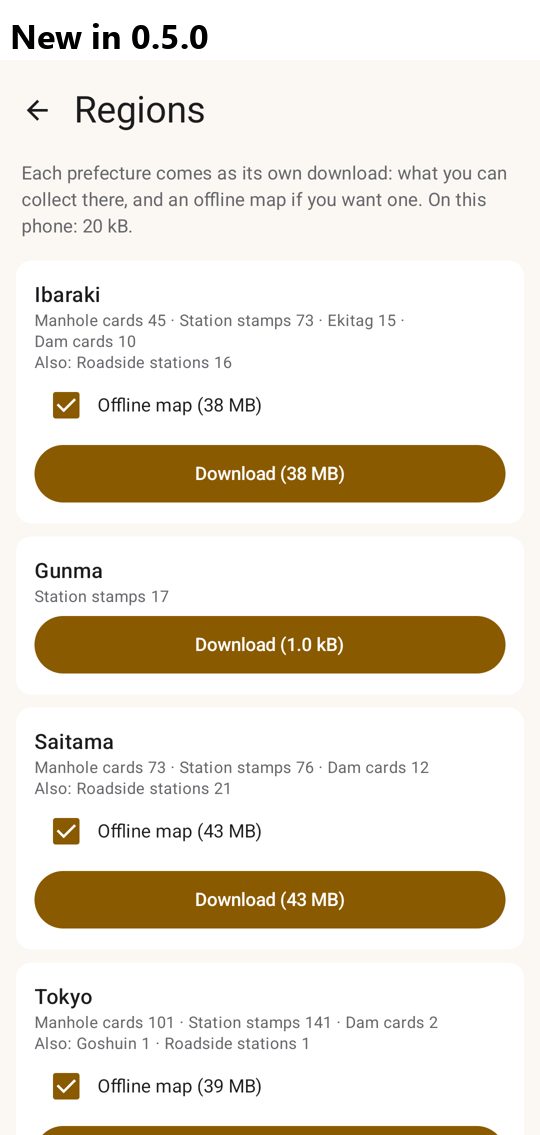 New in 0.5.0
Regions
Each prefecture comes as its own download: what you can
collect there, and an offline map if you want one. On this
phone: 20 kB.
Ibaraki
Manhole cards 45 · Station stamps 73 · Ekitag 15 ·
Dam cards 10
Also: Roadside stations 16
Offline map (38 MB)
Download (38 MB)
Gunma
Station stamps 17
Download (1.0 kB)
Saitama
Manhole cards 73 · Station stamps 76 · Dam cards 12
Also: Roadside stations 21
Offline map (43 MB)
Download (43 MB)
Tokyo
Manhole cards 101 · Station stamps 141 · Dam cards 2
Also: Goshuin 1 · Roadside stations 1
Offline map (39 MB)